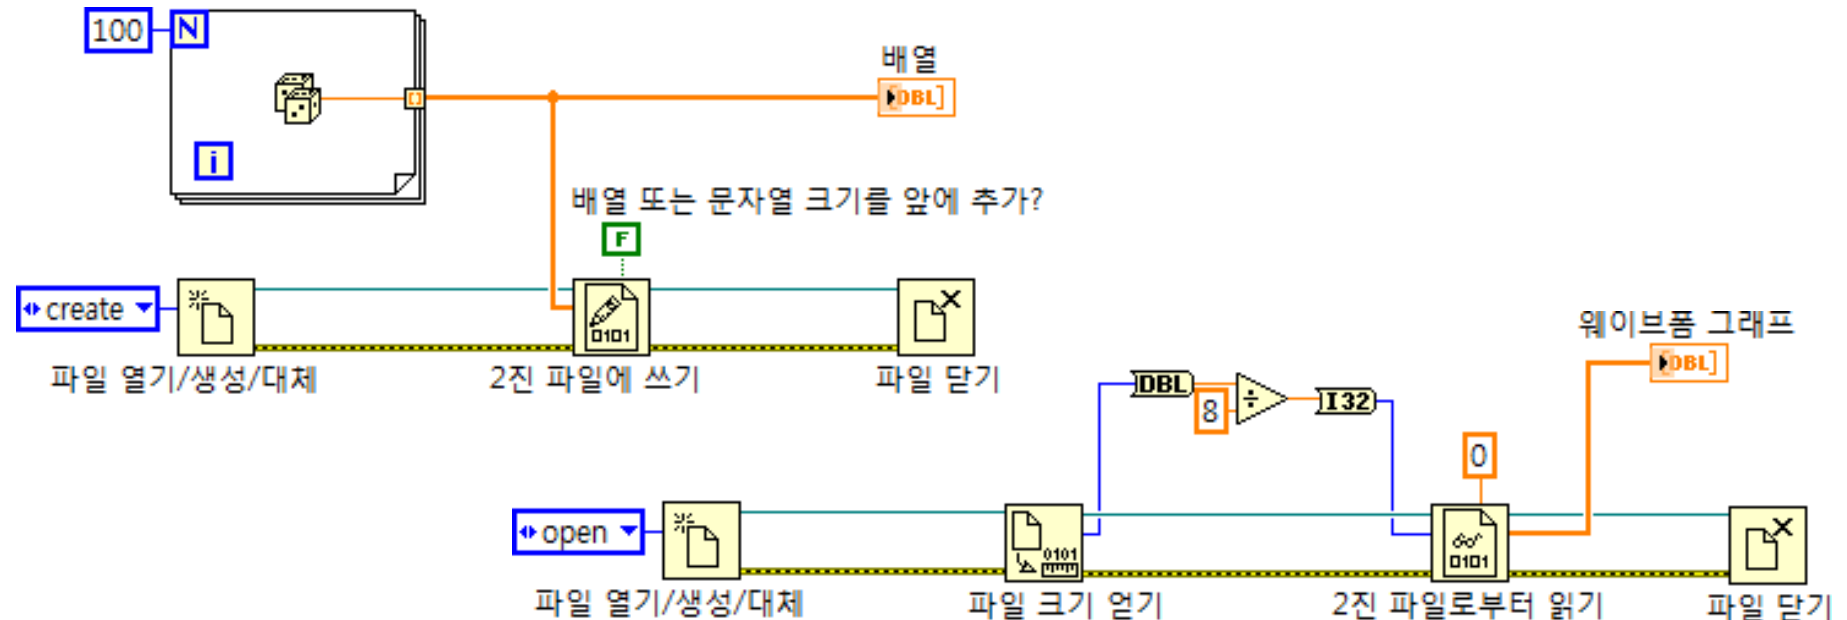 100
N
배열
DBL]
i
배열 또는 문자열 크기를 앞에 추가?
F
create
0101
파일 열기/생성/대체
2진 파일에 쓰기
파일 닫기
웨이브폼 그래프
DBL]
DBL
8
÷
I32
0
open
0101
0101
파일 열기/생성/대체
파일 크기 얻기
2진 파일로부터 읽기
파일 닫기